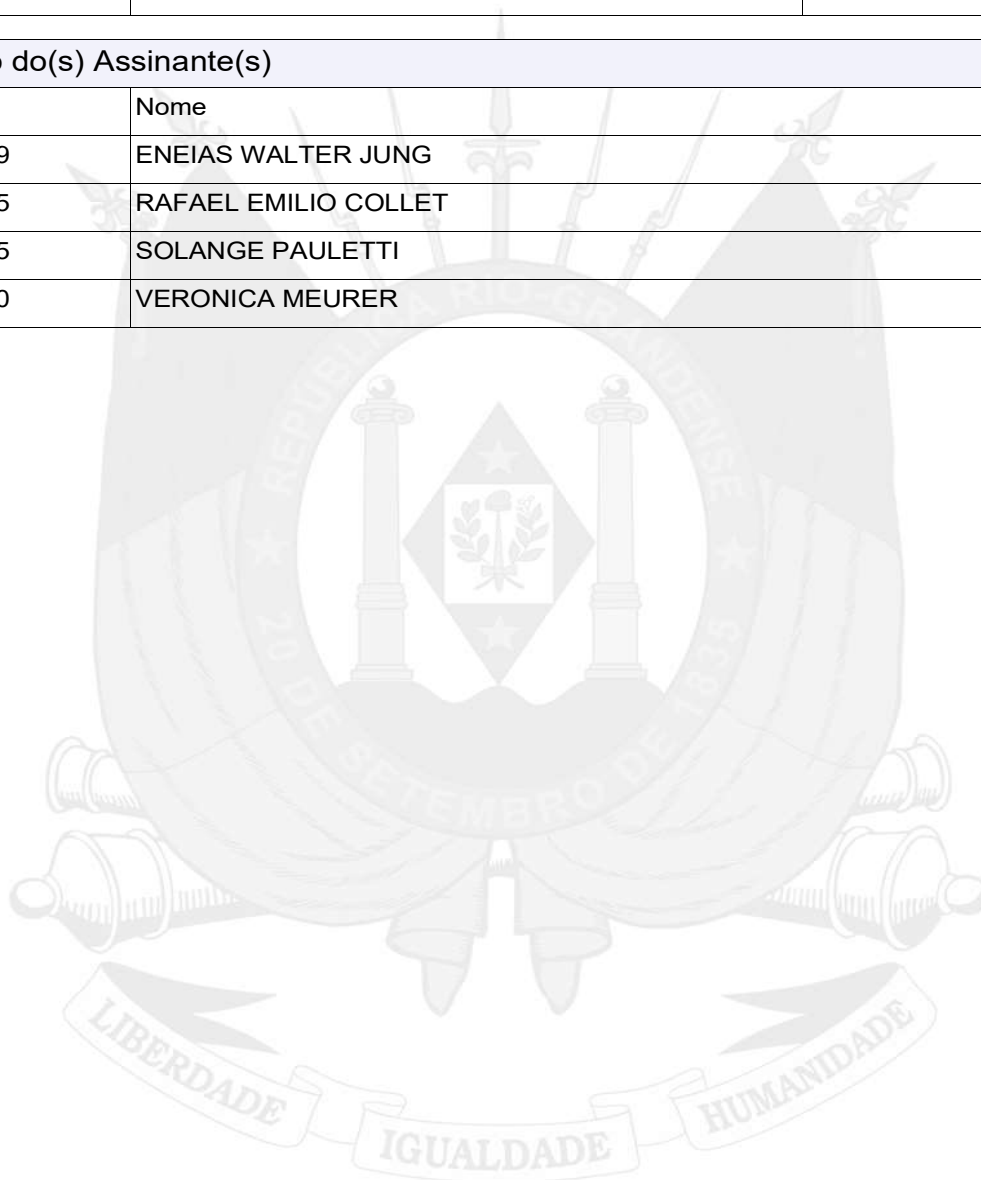 o do(s) Assinante(s)
Nome
9 ENEIAS WALTER JUNG
5 RAFAEL EMILIO COLLET
5 SOLANGE PAULETTI
0 VERONICA MEURER
REPUBLICA RIO-GRANDENSE
20 DE SETEMBRO DE 1835
LIBERDADE IGUALDADE HUMANIDADE